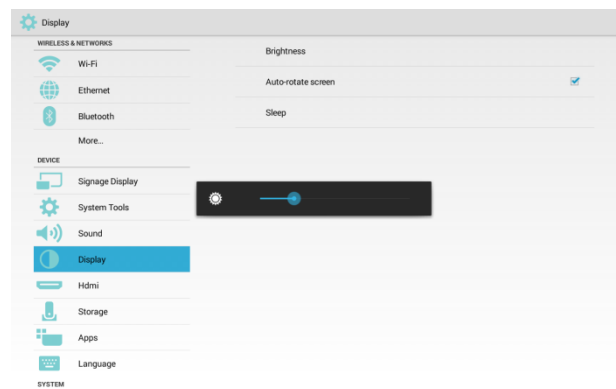 Display
WIRELESS & NETWORKS
Wi-Fi
Ethernet
Bluetooth
More...
DEVICE
Signage Display
System Tools
Sound
Display
Hdmi
Storage
Apps
Language
SYSTEM
Brightness
Auto-rotate screen
Sleep